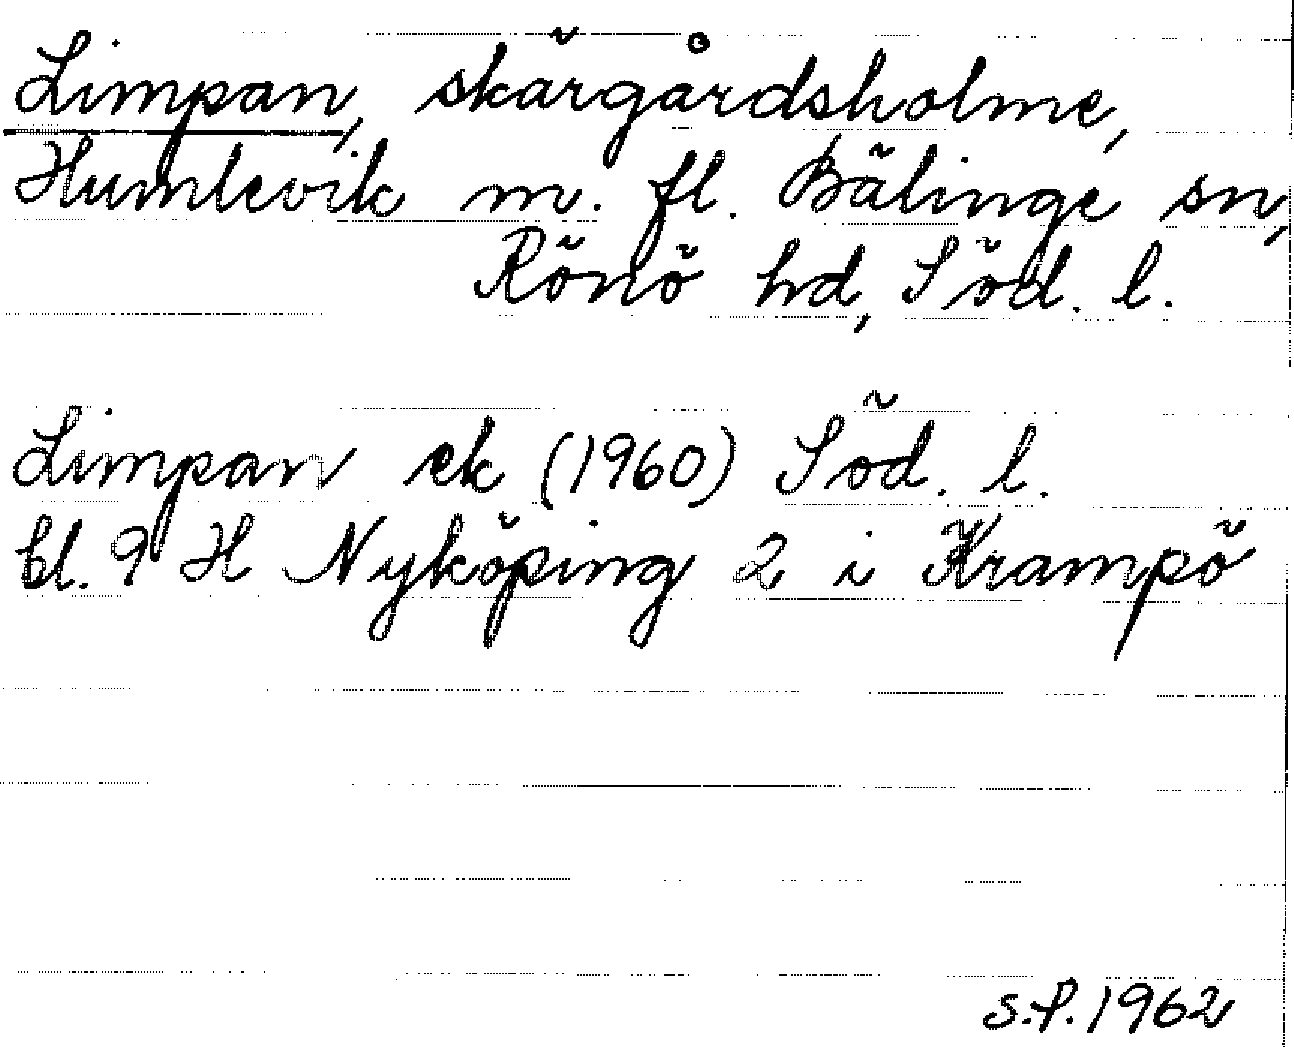 Limpan, skärgårdsholme,
Humlevik m. fl. Bälinge sn,
Rönö hd, Söd. l.
Limpan ek (1960) Söd. l.
bl. 9 H Nyköping 2 i Krampö
S.P. 1962